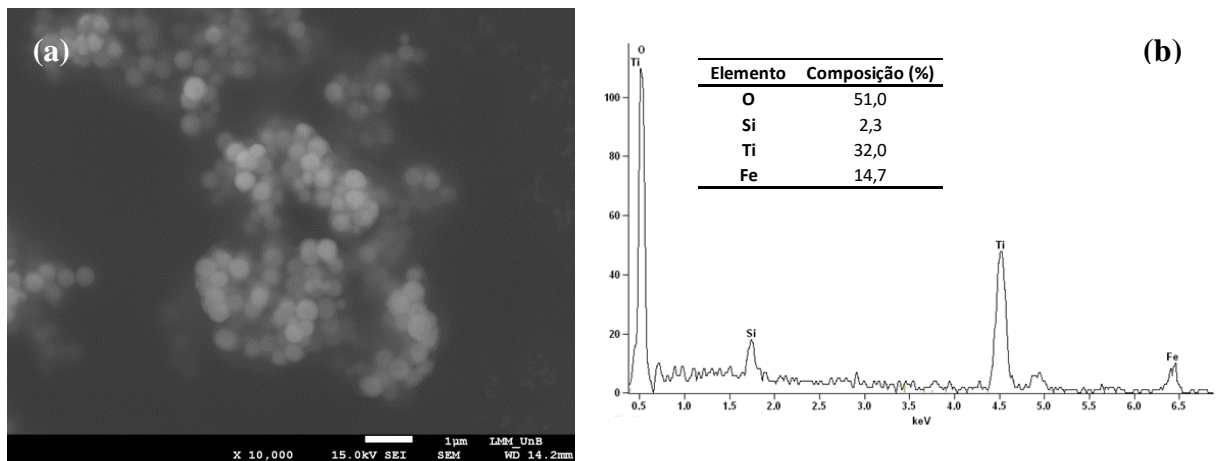 (a)
1µm LMM_UnB
X 10,000 15.0kV SEI SEM WD 14.2mm
(b)
O
Ti
Elemento Composição (%)
O 51,0
Si 2,3
Ti 32,0
Fe 14,7
100
80
60
40
20
0
Si
Ti
Fe
0.5 1.0 1.5 2.0 2.5 3.0 3.5 4.0 4.5 5.0 5.5 6.0 6.5
keV